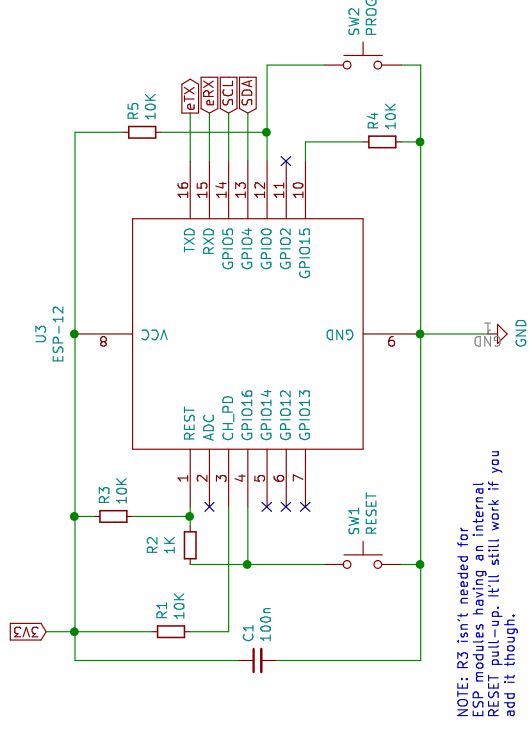 SW2
PROG
R5
10K
eTX
eRX
SCL
SDA
R4
10K
16
15
14
13
12
11
10
TXD
RXD
GPIO5
GPIO4
GPIO0
GPIO2
GPIO15
U3
ESP-12
8
VCC
GND
9
1
GND
GND
REST
ADC
CH_PD
GPIO16
GPIO14
GPIO12
GPIO13
1
2
3
4
5
6
7
R3
10K
R2
1K
SW1
RESET
R1
10K
3V3
C1
100n
NOTE: R3 isn't needed for
ESP modules having an internal
RESET pull-up. It'll still work if you
add it though.